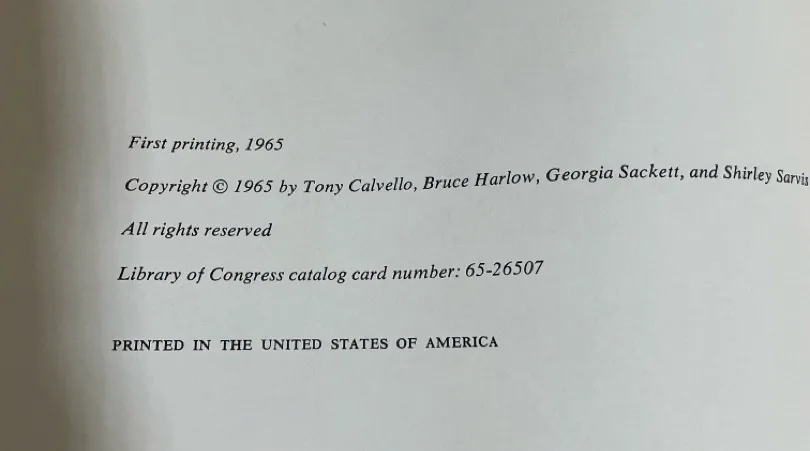 First printing, 1965
Copyright © 1965 by Tony Calvello, Bruce Harlow, Georgia Sackett, and Shirley Sarvis
All rights reserved
Library of Congress catalog card number: 65-26507
PRINTED IN THE UNITED STATES OF AMERICA